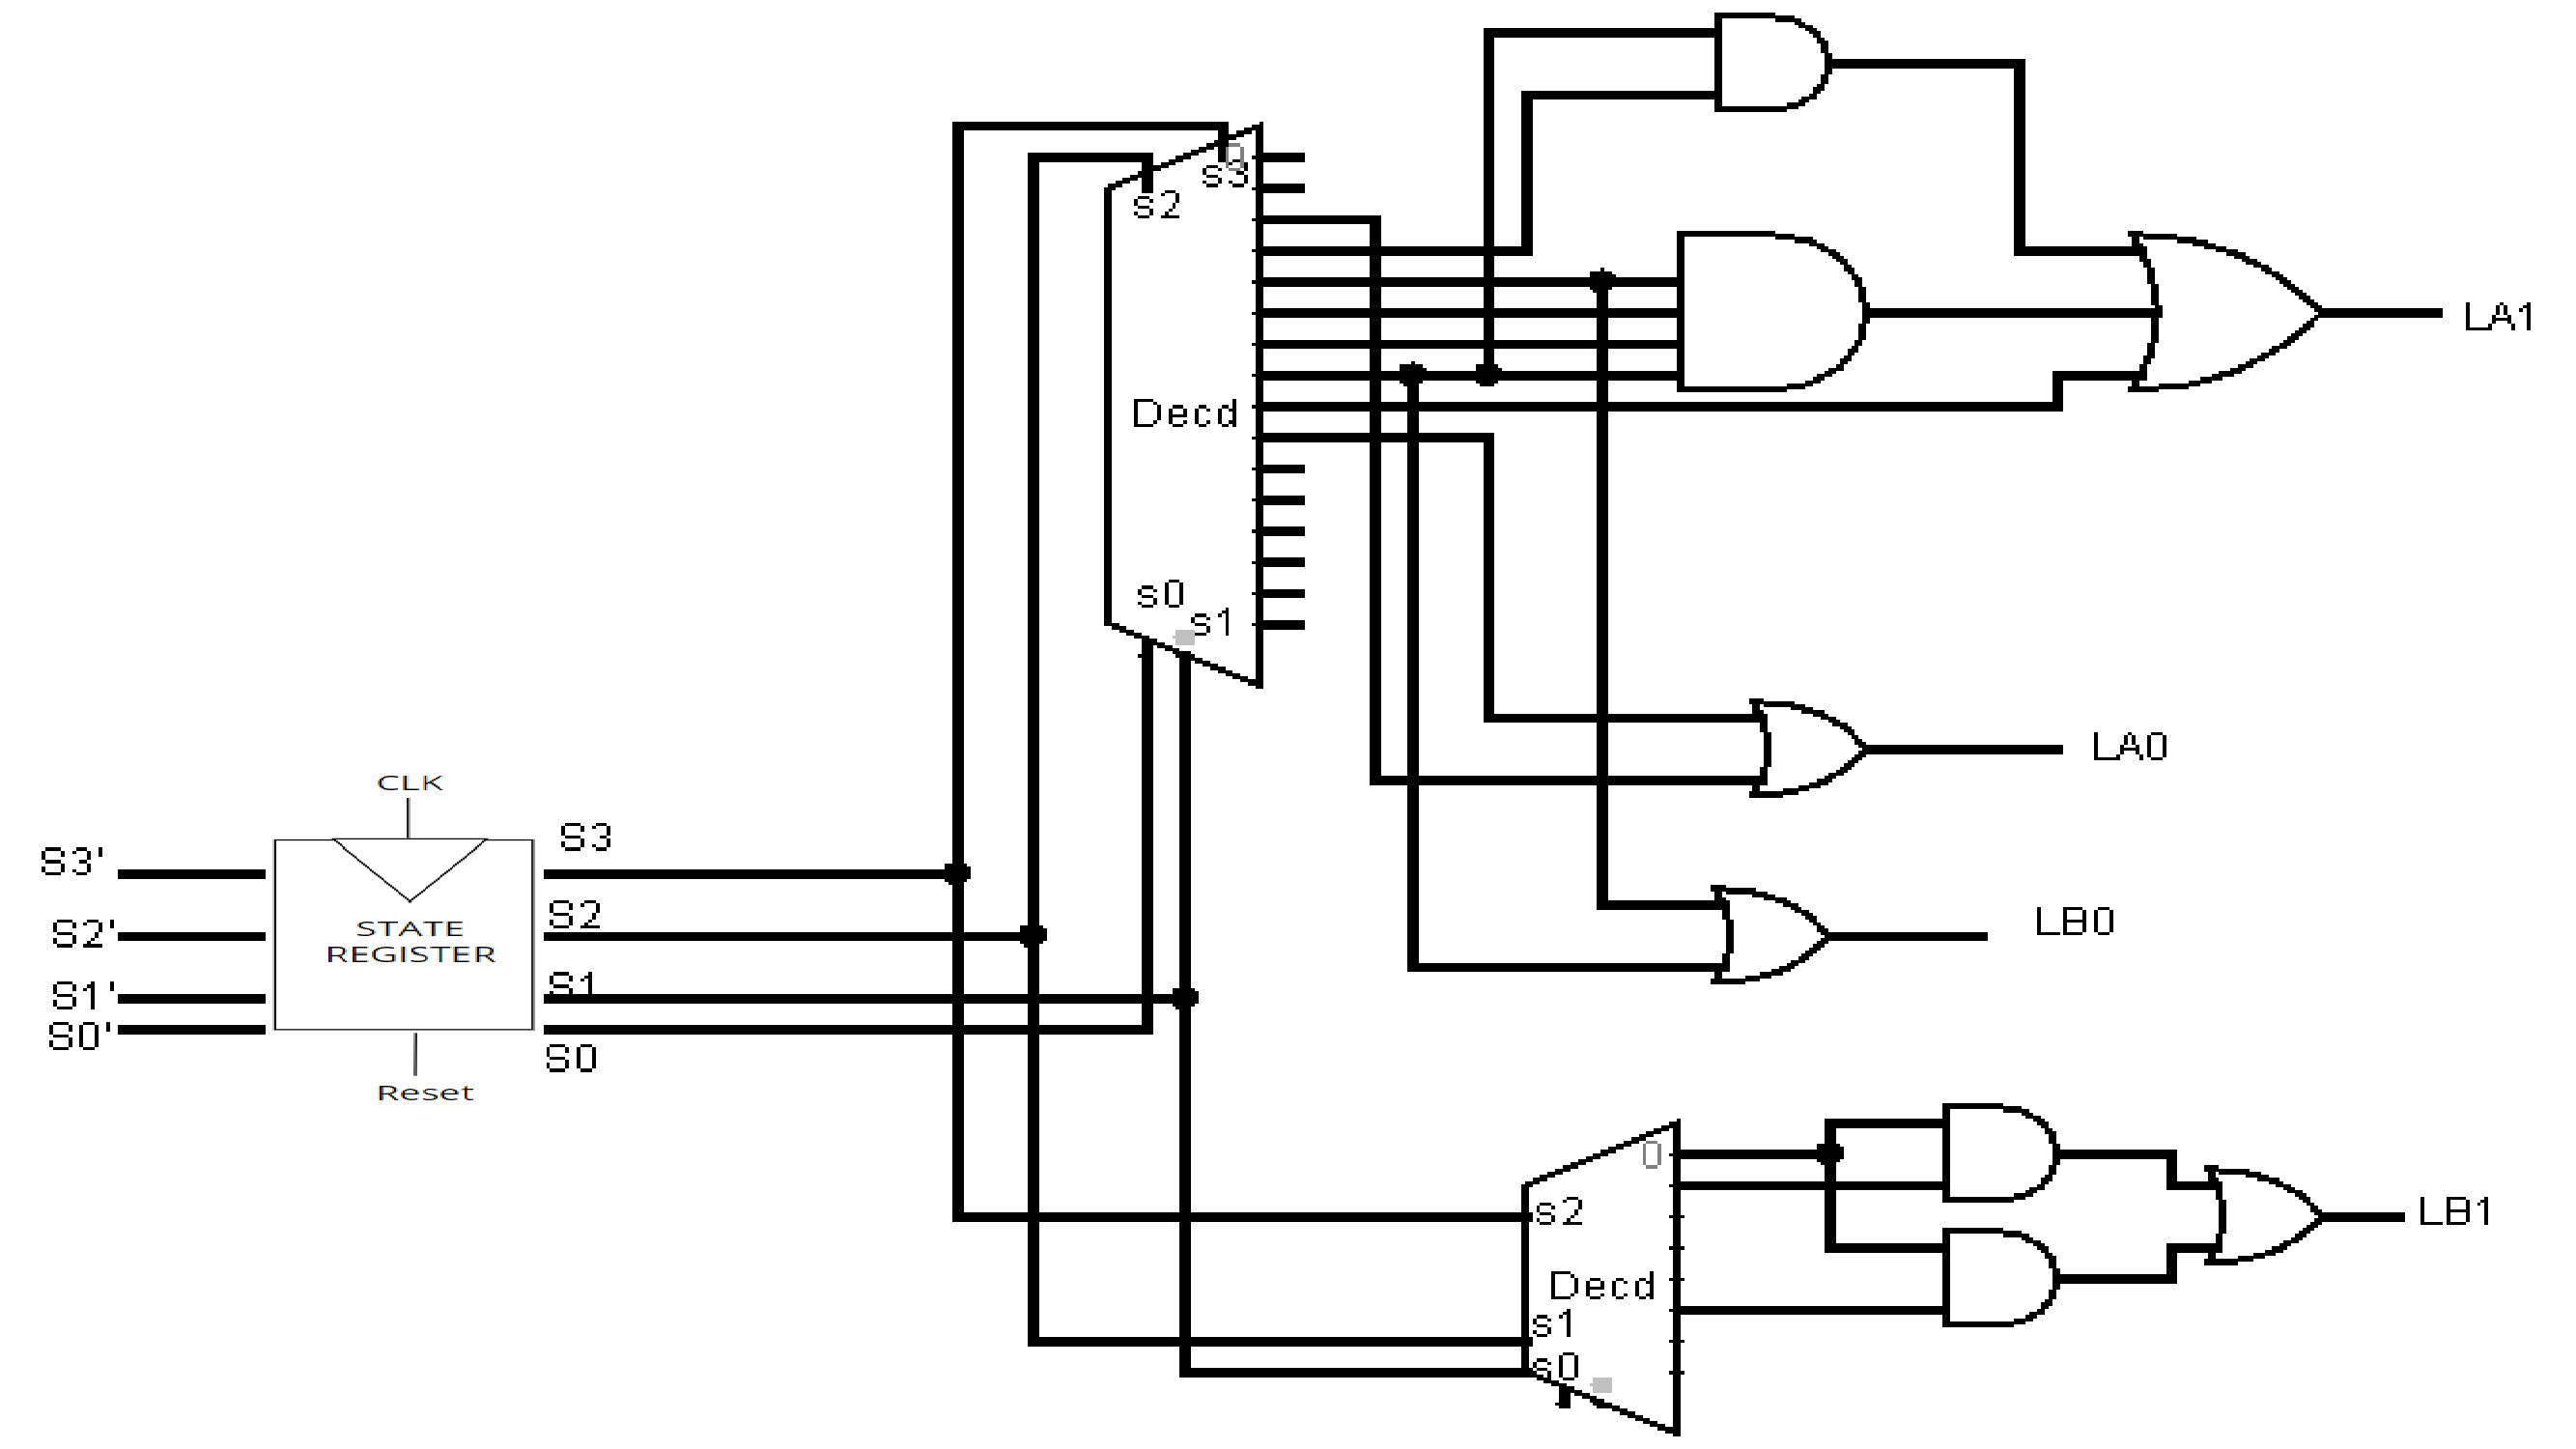 0
s3
s2
LA1
Decd
s0
s1
LA0
CLK
S3
S3'
S2
LB0
S2'
STATE
REGISTER
S1
S1'
S0'
S0
Reset
0
s2
LB1
Decd
s1
s0